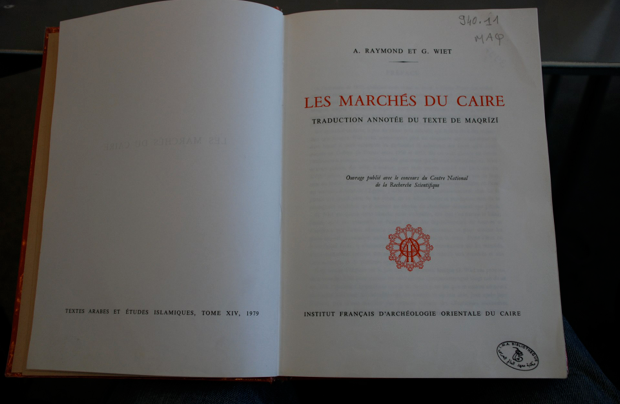 TEXTES ARABES ET ÉTUDES ISLAMIQUES, TOME XIV, 1979
960.11
МАФ
A. RAYMOND ET G. WIET
LES MARCHÉS DU CAIRE
TRADUCTION ANNOTÉE DU TEXTE DE MAQRĪZĪ
Ouvrage publié avec le concours du Centre National
de la Recherche Scientifique
INSTITUT FRANÇAIS D'ARCHÉOLOGIE ORIENTALE DU CAIRE